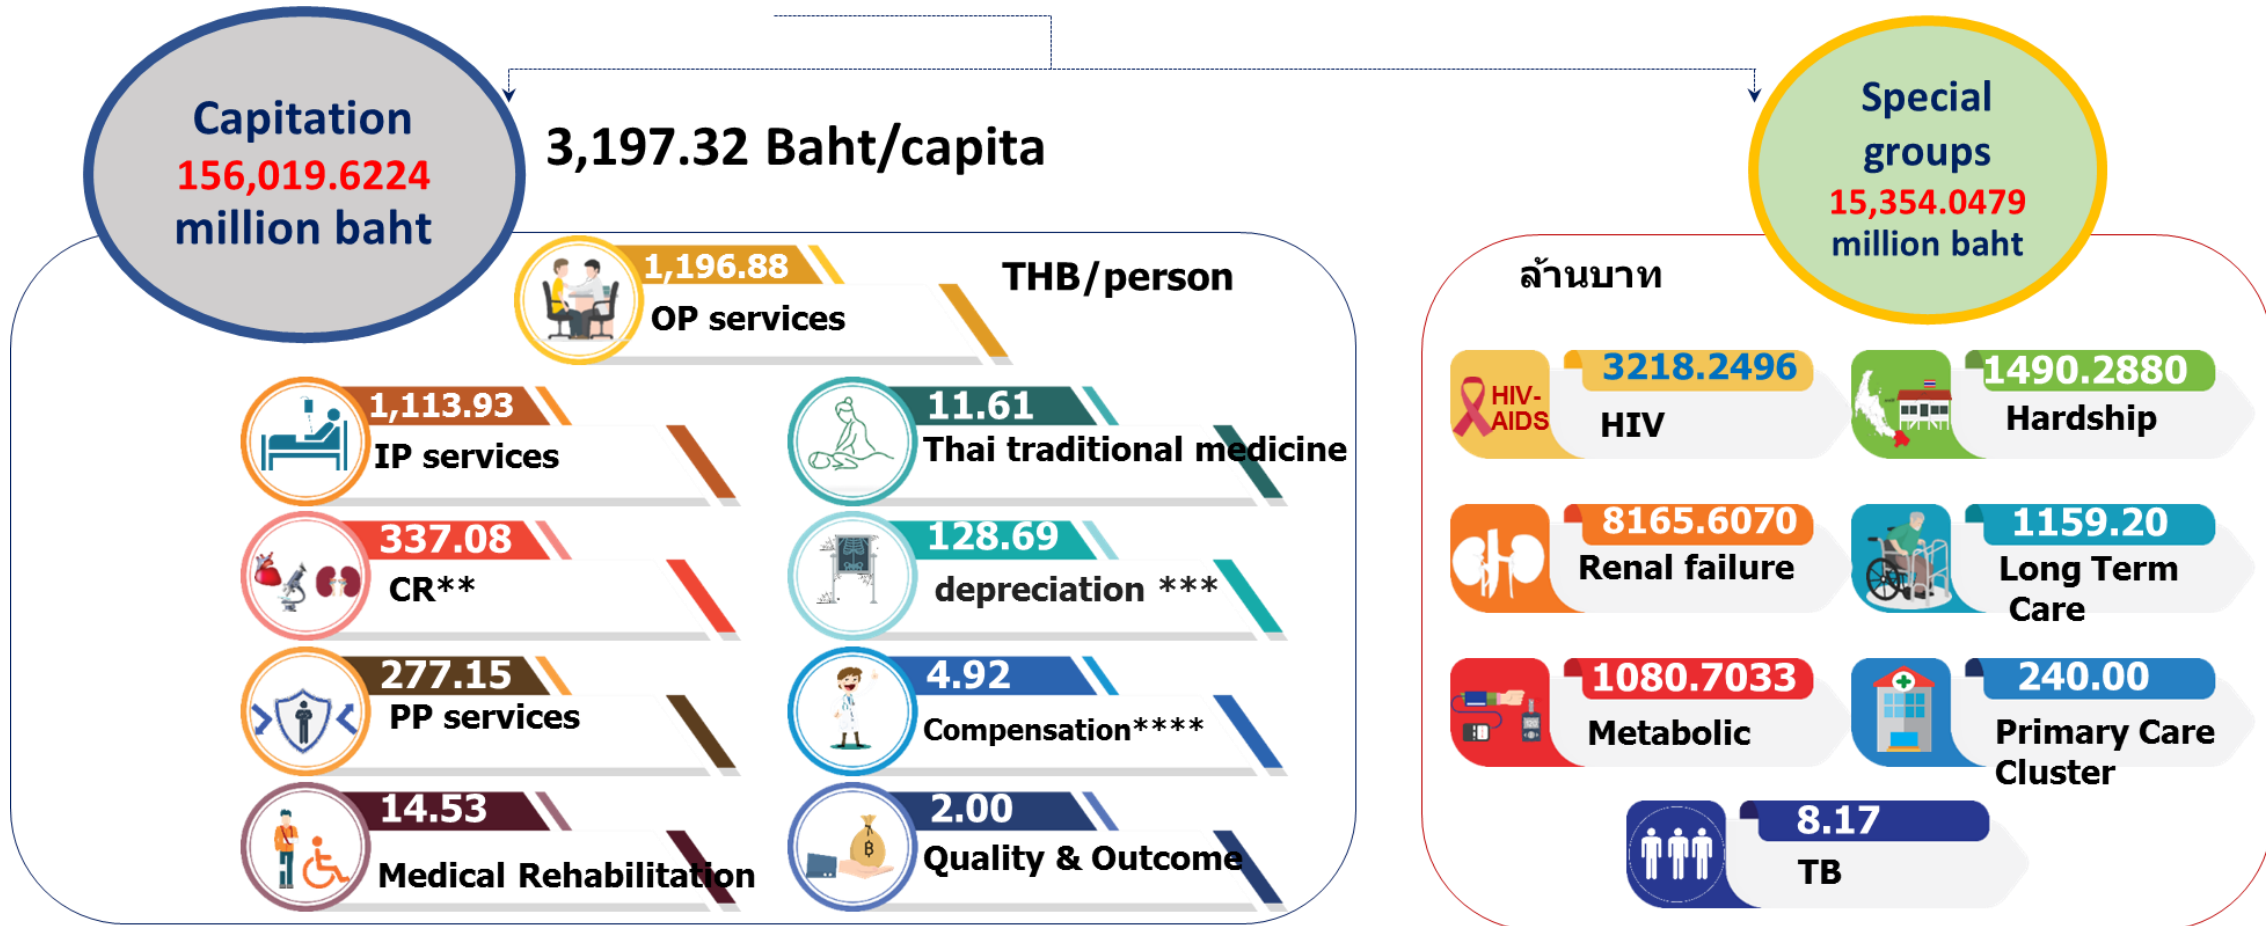 Capitation
156,019.6224
million baht
3,197.32 Baht/capita
Special
groups
15,354.0479
million baht
THB/person
1,196.88
OP services
1,113.93
IP services
11.61
Thai traditional medicine
337.08
CR**
128.69
depreciation ***
277.15
PP services
4.92
Compensation****
14.53
Medical Rehabilitation
2.00
Quality & Outcome
฿
ล้านบาท
HIV-
AIDS
3218.2496
HIV
1490.2880
Hardship
8165.6070
Renal failure
1159.20
Long Term
Care
1080.7033
Metabolic
240.00
Primary Care
Cluster
8.17
TB